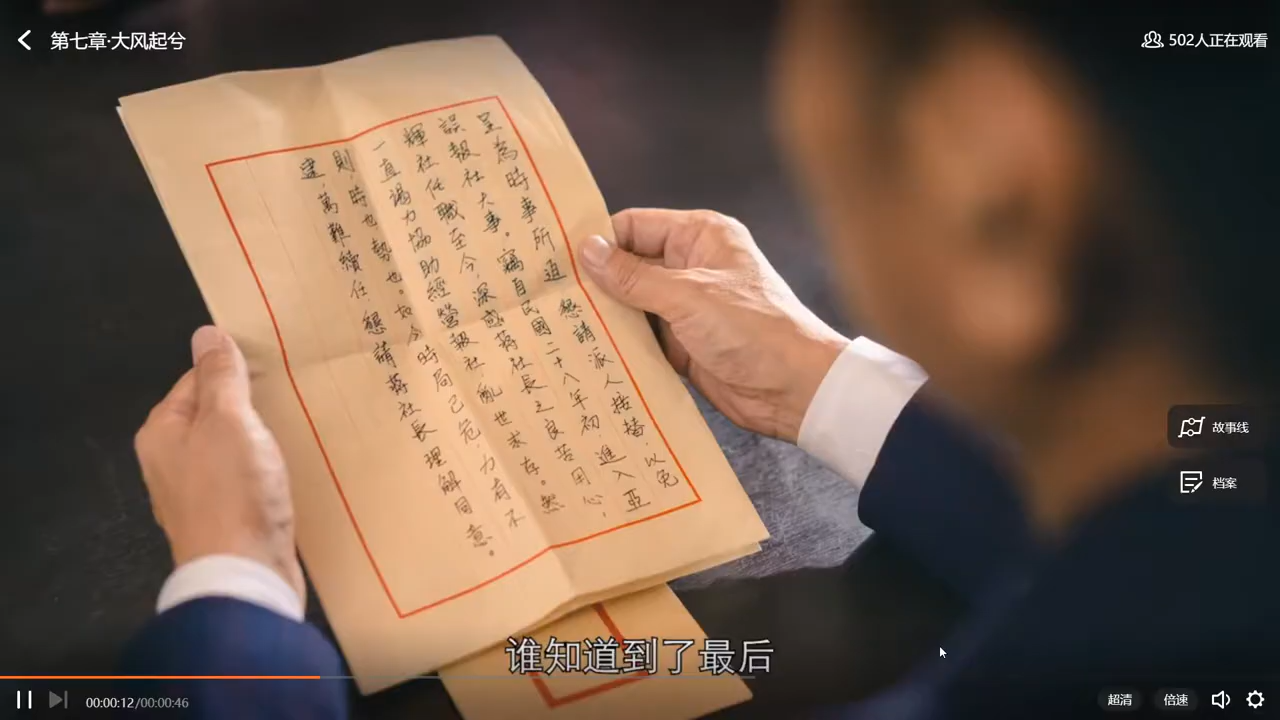 第七章·大风起兮
502人正在观看
呈為時事所迫 懇請派人接替,以免
誤報社大事。竊自民國二十八年初,進入亞
輝社任職至今,深感蔣社長之良苦用心,
一直竭力協助經營報社,亂世求存。然
則時也勢也。如今時局已危,力有不
逮,萬難續任,懇請蔣社長理解同意。
故事线
档案
谁知道到了最后
00:00:12/00:00:46
超清
倍速